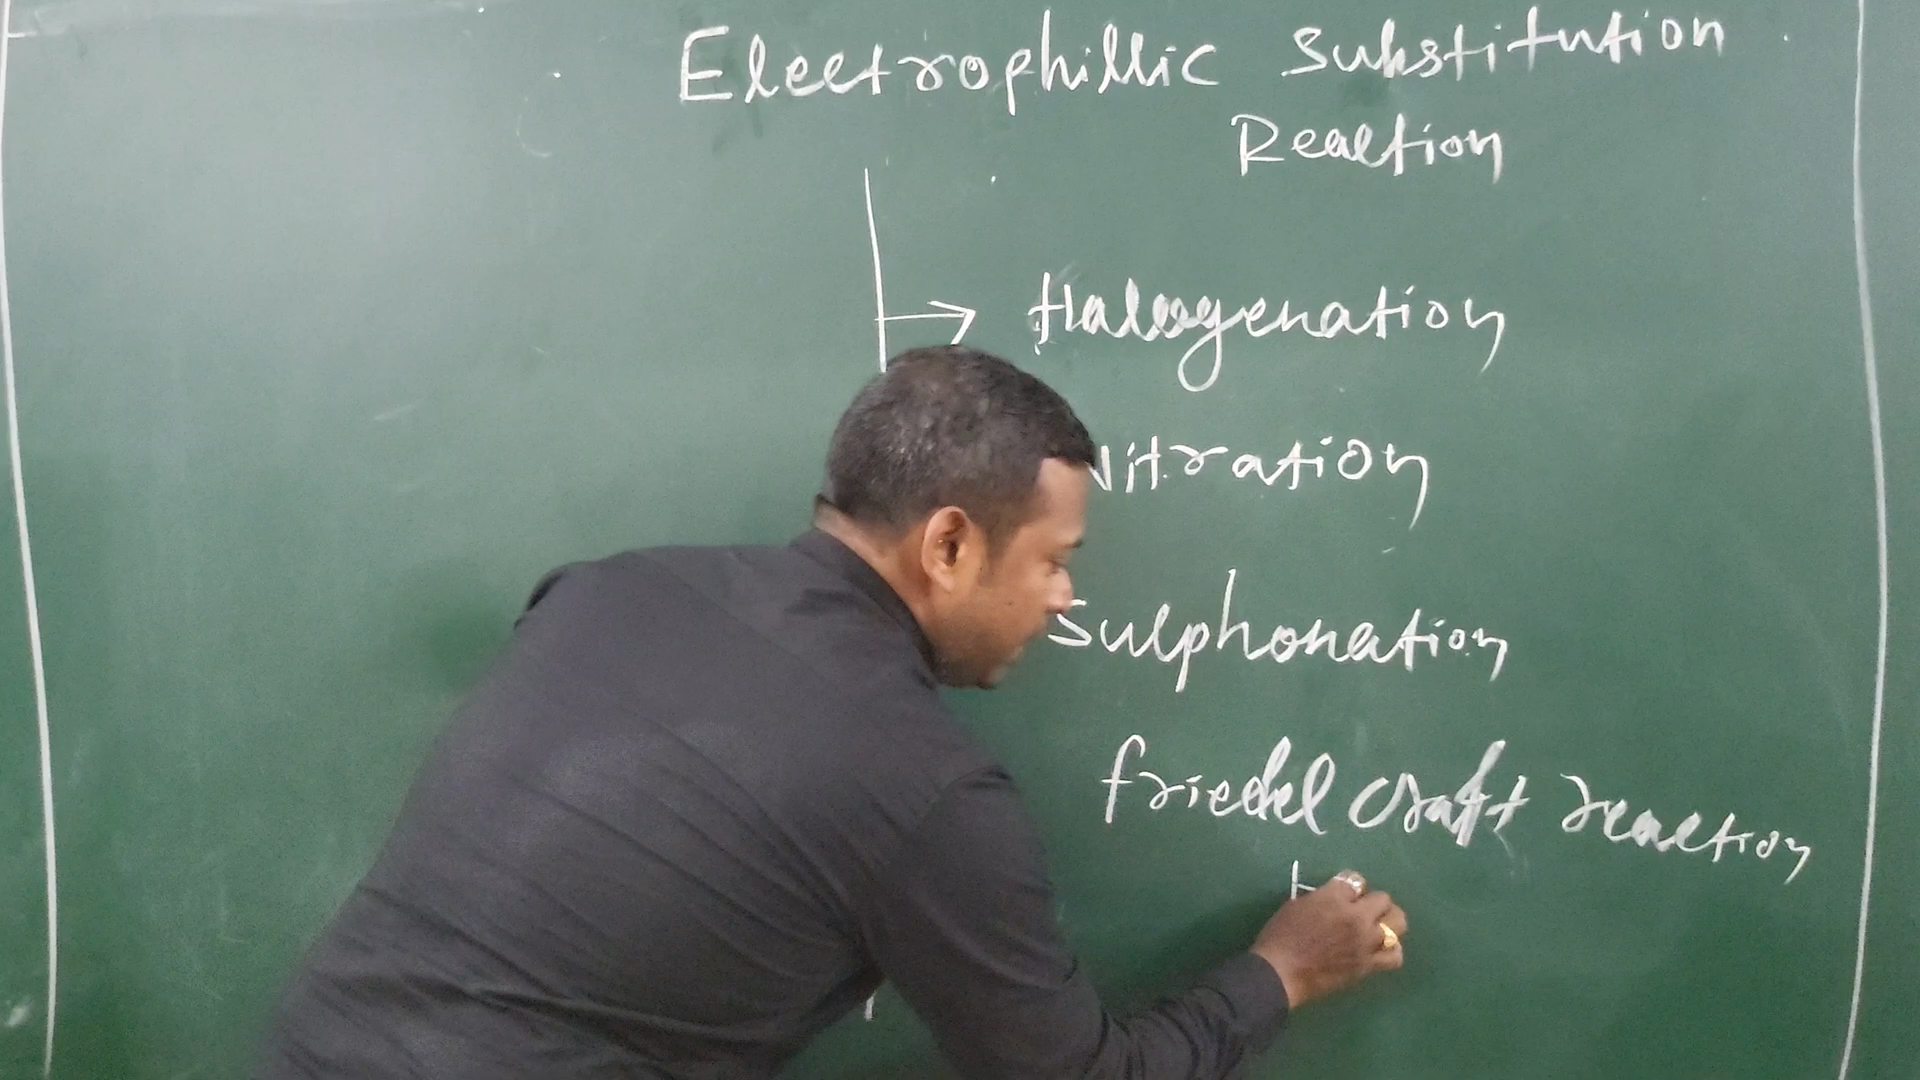 Electrophillic Substitution
Reaction
Halogenation
Nitration
Sulphonation
friedel craft reaction